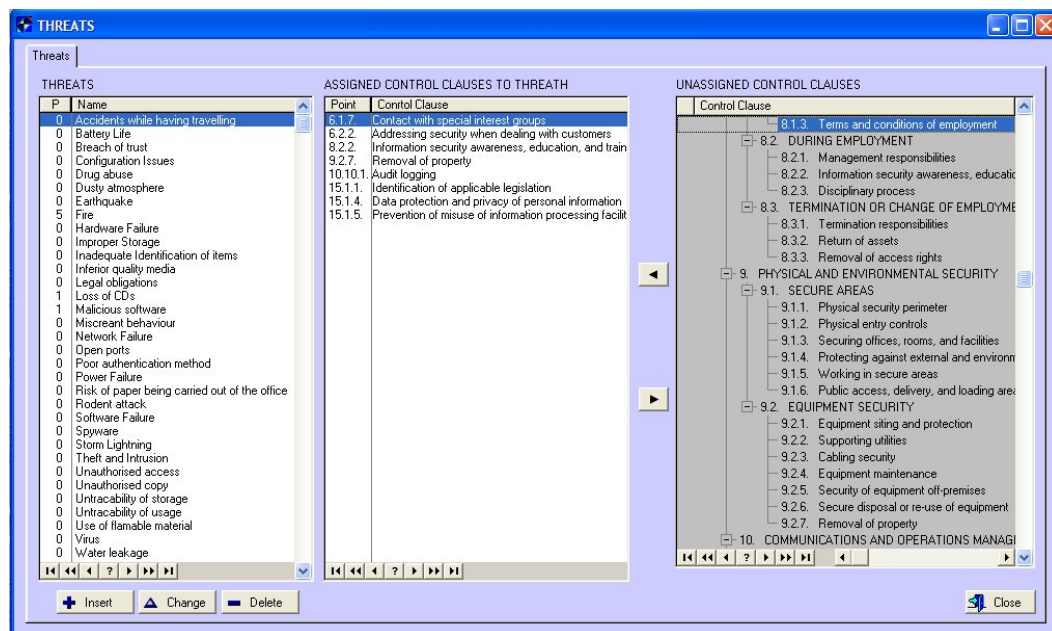 THREATS
Threats
THREATS
P Name
0 Accidents while having travelling
0 Battery Life
0 Breach of trust
0 Configuration Issues
0 Drug abuse
0 Dusty atmosphere
0 Earthquake
5 Fire
0 Hardware Failure
0 Improper Storage
0 Inadequate Identification of items
0 Inferior quality media
0 Legal obligations
1 Loss of CDs
1 Malicious software
0 Miscreant behaviour
0 Network Failure
0 Open ports
0 Poor authentication method
0 Power Failure
0 Risk of paper being carried out of the office
0 Rodent attack
0 Software Failure
0 Spyware
0 Storm Lightning
0 Theft and Intrusion
0 Unauthorised access
0 Unauthorised copy
0 Untracability of storage
0 Untracability of usage
0 Use of flamable material
0 Virus
0 Water leakage
?
Insert
Change
Delete
ASSIGNED CONTROL CLAUSES TO THREATH
Point Conrtol Clause
6.1.7. Contact with special interest groups
6.2.2. Addressing security when dealing with customers
8.2.2. Information security awareness, education, and train
9.2.7. Removal of property
10.10.1. Audit logging
15.1.1. Identification of applicable legislation
15.1.4. Data protection and privacy of personal information
15.1.5. Prevention of misuse of information processing facilit
?
UNASSIGNED CONTROL CLAUSES
Control Clause
8.1.3. Terms and conditions of employment
8.2. DURING EMPLOYMENT
8.2.1. Management responsibilities
8.2.2. Information security awareness, educatic
8.2.3. Disciplinary process
8.3. TERMINATION OR CHANGE OF EMPLOYME
8.3.1. Termination responsibilities
8.3.2. Return of assets
8.3.3. Removal of access rights
9. PHYSICAL AND ENVIRONMENTAL SECURITY
9.1. SECURE AREAS
9.1.1. Physical security perimeter
9.1.2. Physical entry controls
9.1.3. Securing offices, rooms, and facilities
9.1.4. Protecting against external and environm
9.1.5. Working in secure areas
9.1.6. Public access, delivery, and loading area
9.2. EQUIPMENT SECURITY
9.2.1. Equipment siting and protection
9.2.2. Supporting utilities
9.2.3. Cabling security
9.2.4. Equipment maintenance
9.2.5. Security of equipment off-premises
9.2.6. Secure disposal or re-use of equipment
9.2.7. Removal of property
10. COMMUNICATIONS AND OPERATIONS MANAGI
?
Close